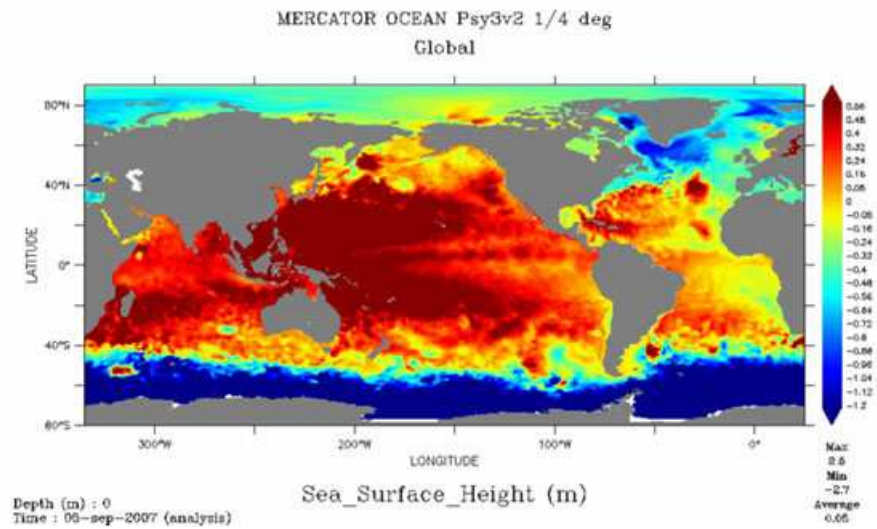 MERCATOR OCEAN Psy3v2 1/4 deg
Global
80°N
40°N
0°
40°S
80°S
LATITUDE
300°W
200°W
100°W
0°
LONGITUDE
0.56
0.48
0.4
0.32
0.24
0.16
0.08
0
-0.08
-0.16
-0.24
-0.32
-0.4
-0.48
-0.56
-0.64
-0.72
-0.8
-0.88
-0.96
-1.04
-1.12
-1.2
Max
2.5
Min
-2.7
Average
0.05
Sea_Surface_Height (m)
Depth (m) : 0
Time : 05-sep-2007 (analysis)